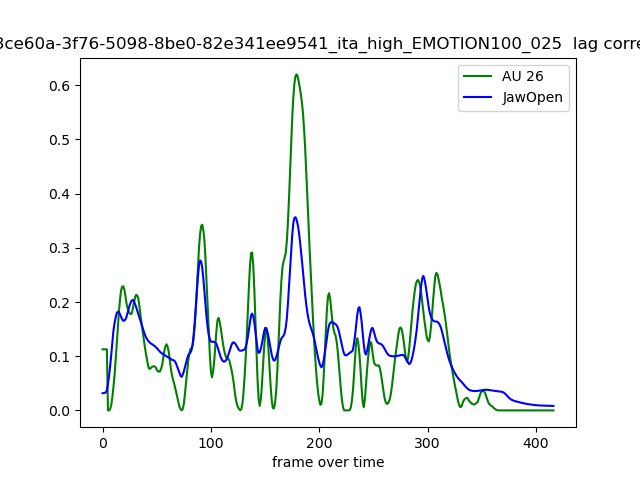 3ce60a-3f76-5098-8be0-82e341ee9541_ita_high_EMOTION100_025 lag corre
AU 26
JawOpen
0.6
0.5
0.4
0.3
0.2
0.1
0.0
0 100 200 300 400
frame over time